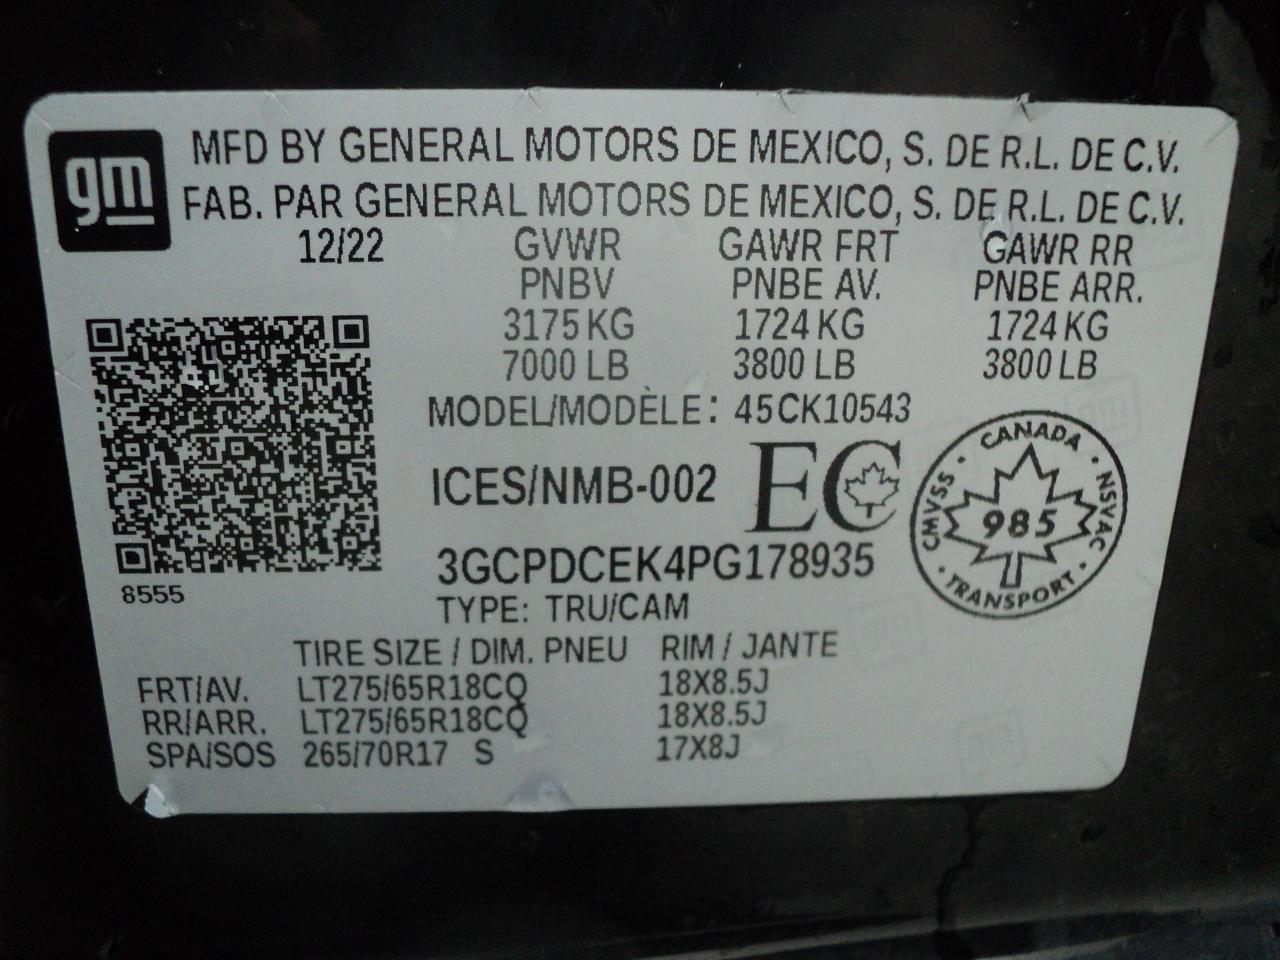 gm
MFD BY GENERAL MOTORS DE MEXICO, S. DE R.L. DE C.V.
FAB. PAR GENERAL MOTORS DE MEXICO, S. DE R.L. DE C.V.
12/22 GVWR GAWR FRT GAWR RR
PNBV PNBE AV. PNBE ARR.
3175 KG 1724 KG 1724 KG
7000 LB 3800 LB 3800 LB
MODEL/MODÈLE: 45CK10543
ICES/NMB-002 EC
CANADA · NSVAC · TRANSPORT · CMVSS ·
985
3GCPDCEK4PG178935
8555
TYPE: TRU/CAM
TIRE SIZE / DIM. PNEU RIM / JANTE
FRT/AV. LT275/65R18CQ 18X8.5J
RR/ARR. LT275/65R18CQ 18X8.5J
SPA/SOS 265/70R17 S 17X8J